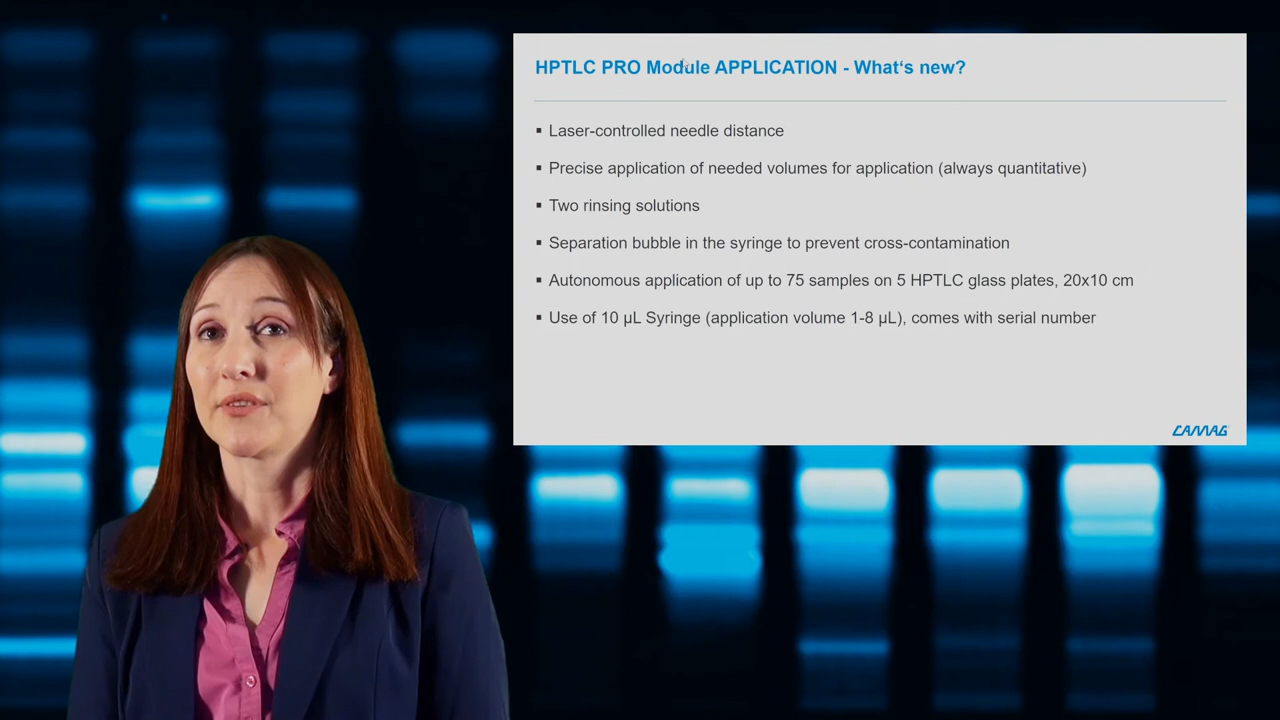 HPTLC PRO Module APPLICATION - What‘s new?
▪ Laser-controlled needle distance
▪ Precise application of needed volumes for application (always quantitative)
▪ Two rinsing solutions
▪ Separation bubble in the syringe to prevent cross-contamination
▪ Autonomous application of up to 75 samples on 5 HPTLC glass plates, 20x10 cm
▪ Use of 10 µL Syringe (application volume 1-8 µL), comes with serial number
CAMAG